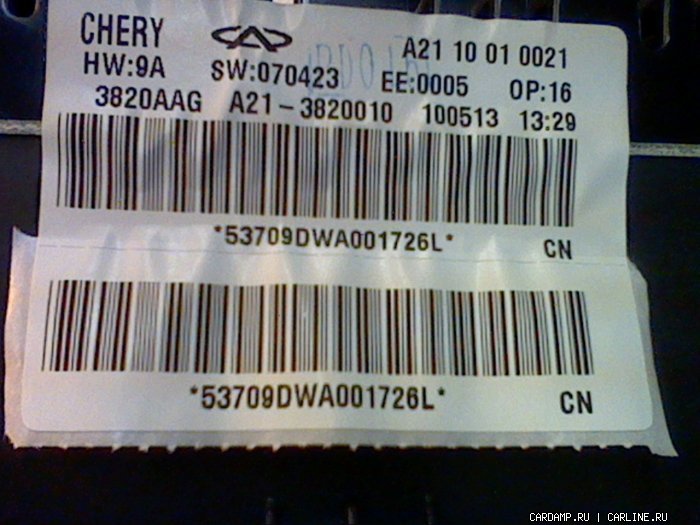 CHERY A21 10 01 0021
HW:9A SW:070423 EE:0005 OP:16
3820AAG A21-3820010 100513 13:29
*53709DWA001726L* CN
*53709DWA001726L* CN
CARDAMP.RU | CARLINE.RU